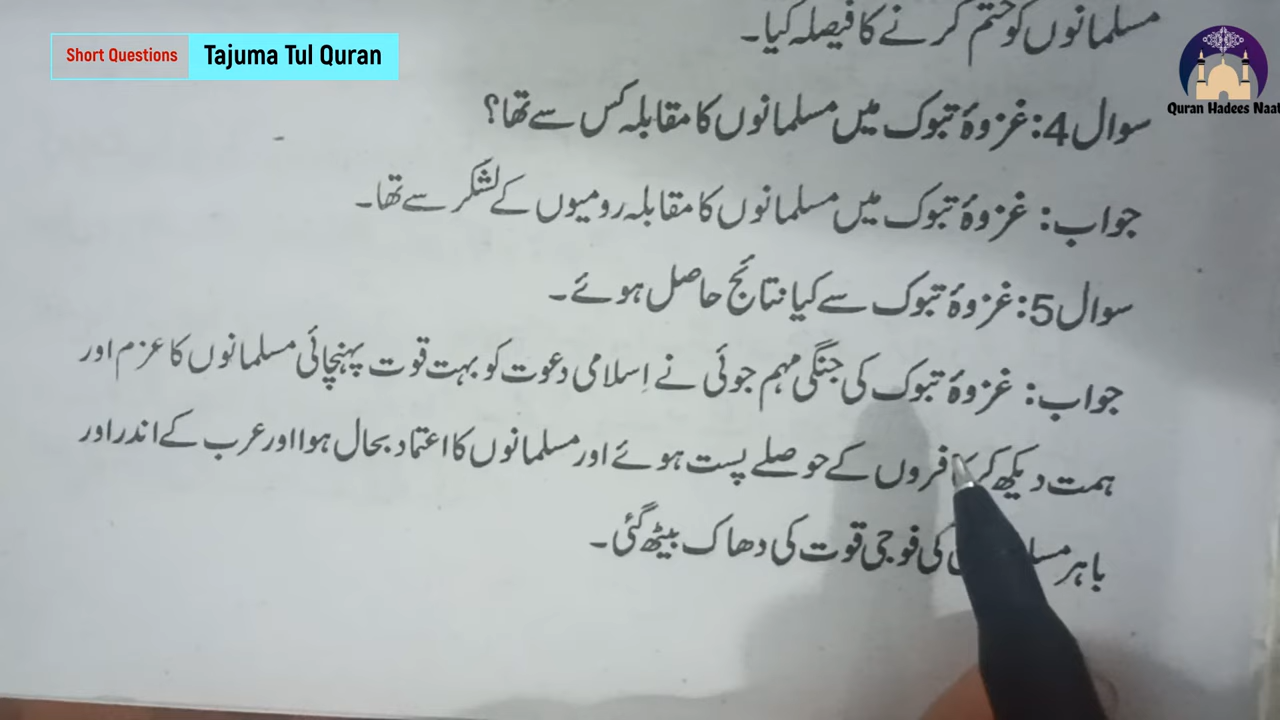 Short Questions Tajuma Tul Quran
Quran Hadees Naat
مسلمانوں کو ختم کرنے کا فیصلہ کیا۔
سوال 4: غزوۂ تبوک میں مسلمانوں کا مقابلہ کس سے تھا؟
جواب: غزوۂ تبوک میں مسلمانوں کا مقابلہ رومیوں کے لشکر سے تھا۔
سوال 5: غزوۂ تبوک سے کیا نتائج حاصل ہوئے۔
جواب: غزوۂ تبوک کی جنگی مہم جوئی نے اِسلامی دعوت کو بہت قوت پہنچائی مسلمانوں کا عزم اور
ہمت دیکھ کر کافروں کے حوصلے پست ہوئے اور مسلمانوں کا اعتماد بحال ہوا اور عرب کے اندر اور
باہر کی فوجی قوت کی دھاک بیٹھ گئی۔